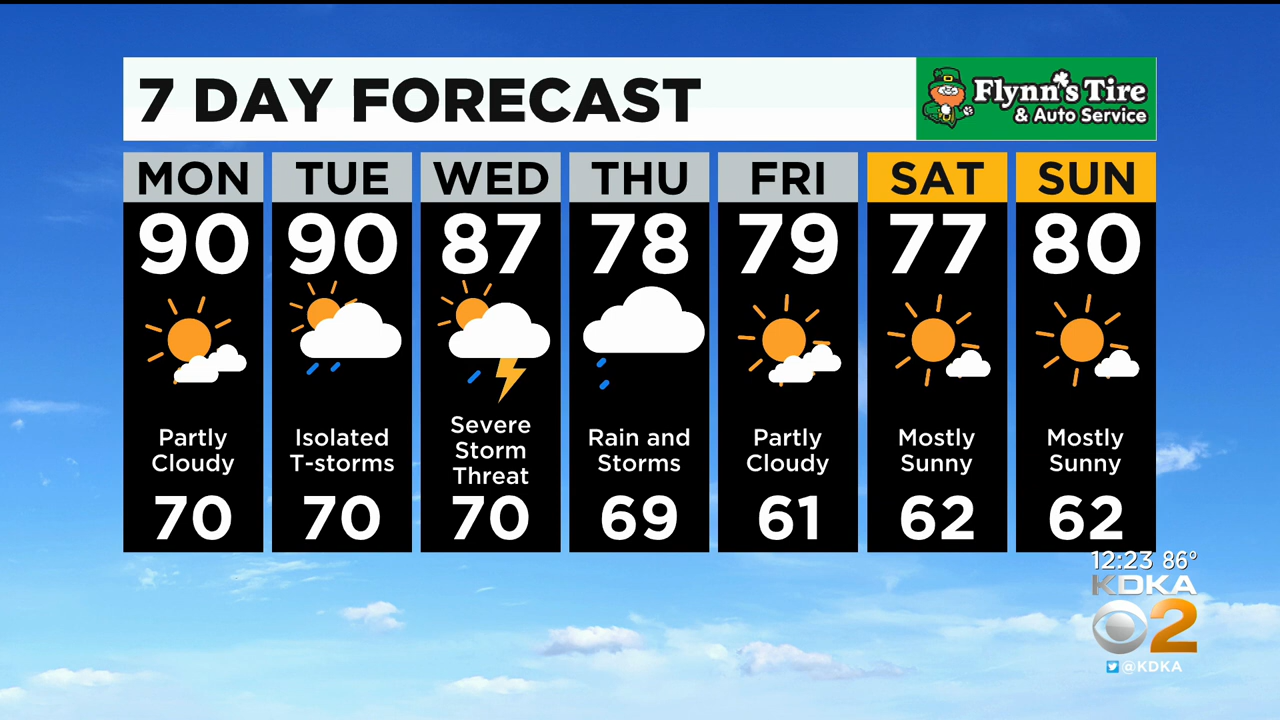 7 DAY FORECAST
Flynn's Tire
& Auto Service
MON TUE WED THU FRI SAT SUN
90 90 87 78 79 77 80
Partly
Cloudy
Isolated
T-storms
Severe
Storm
Threat
Rain and
Storms
Partly
Cloudy
Mostly
Sunny
Mostly
Sunny
70 70 70 69 61 62 62
12:23 86°
KDKA
2
@KDKA